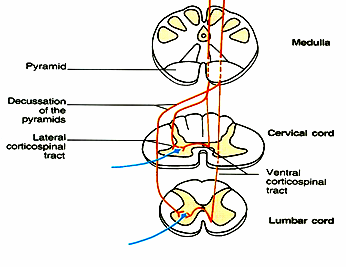 Medulla
Pyramid
Decussation
of the
pyramids
Cervical cord
Lateral
corticospinal
tract
Ventral
corticospinal
tract
Lumbar cord